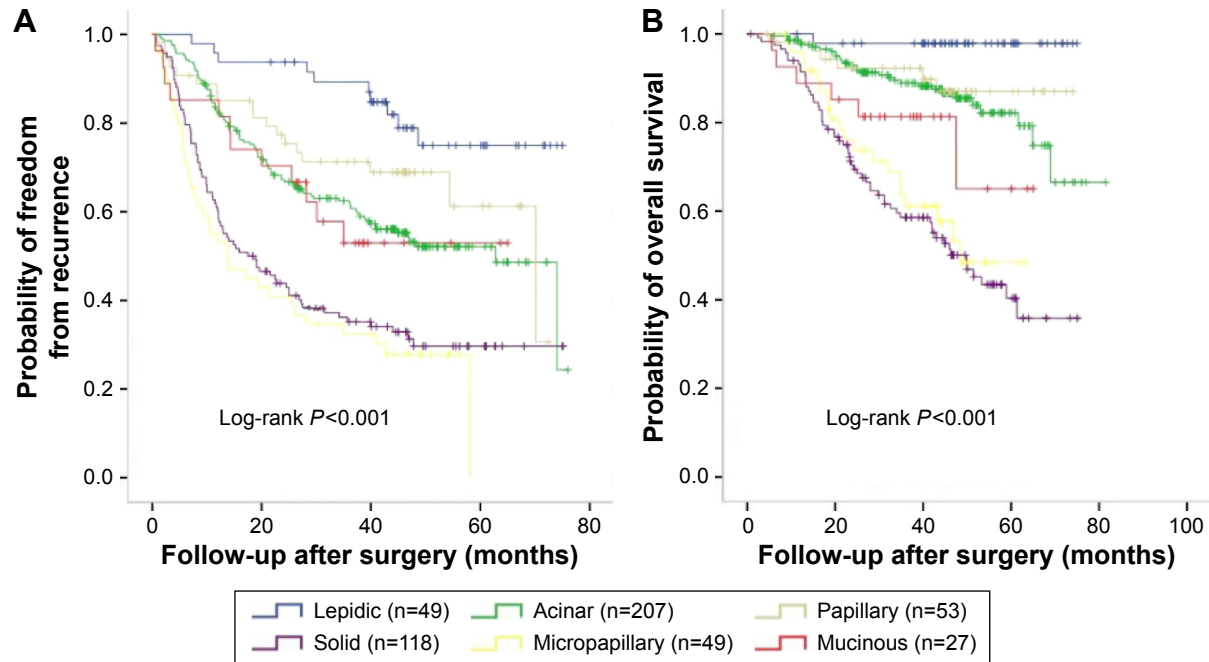 A
Probability of freedom
from recurrence
1.0
0.8
0.6
0.4
0.2
0.0
Log-rank P<0.001
0 20 40 60 80
Follow-up after surgery (months)
B
Probability of overall survival
1.0
0.8
0.6
0.4
0.2
0.0
Log-rank P<0.001
0 20 40 60 80 100
Follow-up after surgery (months)
Lepidic (n=49) Acinar (n=207) Papillary (n=53)
Solid (n=118) Micropapillary (n=49) Mucinous (n=27)